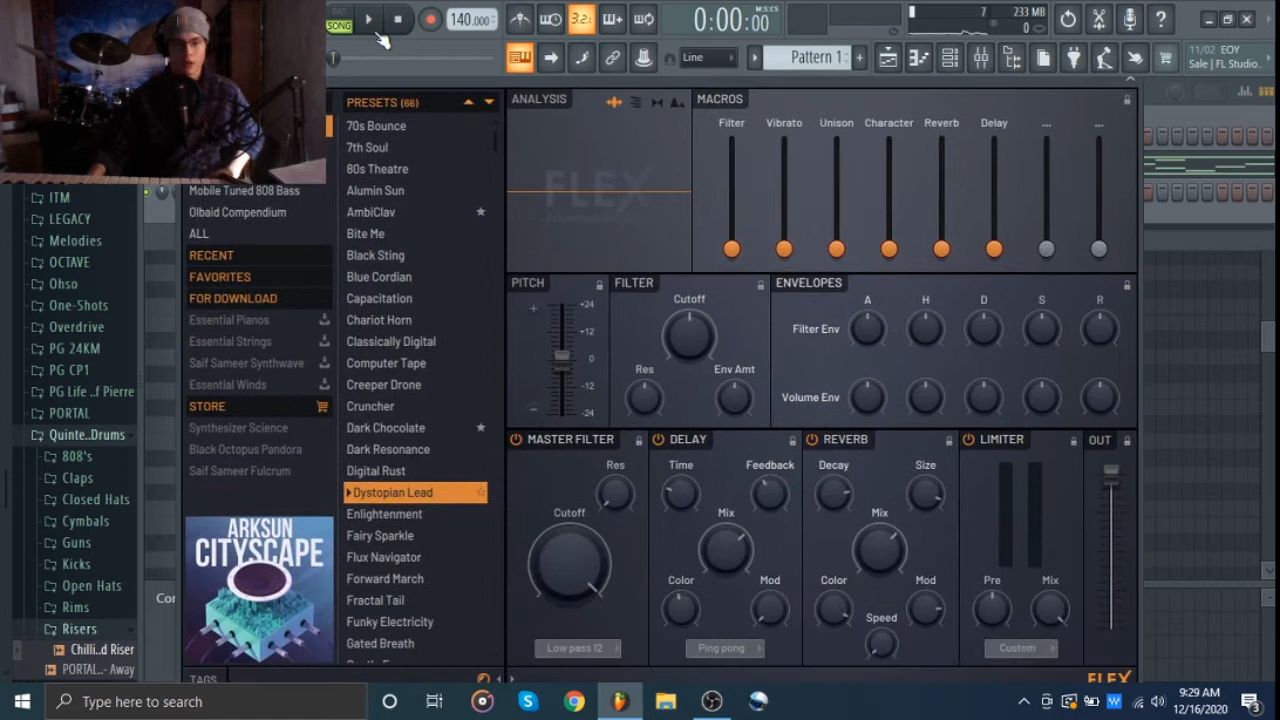 PAT
SONG
140.000
3.2:
0:00:00
M:S:CS
7
233 MB
0
Line
Pattern 1
11/02 EOY
Sale | FL Studio..
PRESETS (66)
70s Bounce
7th Soul
80s Theatre
Alumin Sun
AmbiClav
Bite Me
Black Sting
Blue Cordian
Capacitation
Chariot Horn
Classically Digital
Computer Tape
Creeper Drone
Cruncher
Dark Chocolate
Dark Resonance
Digital Rust
Dystopian Lead
Enlightenment
Fairy Sparkle
Flux Navigator
Forward March
Fractal Tail
Funky Electricity
Gated Breath
Mobile Tuned 808 Bass
Olbaid Compendium
ALL
RECENT
FAVORITES
FOR DOWNLOAD
Essential Pianos
Essential Strings
Saif Sameer Synthwave
Essential Winds
STORE
Synthesizer Science
Black Octopus Pandora
Saif Sameer Fulcrum
ARKSUN
CITYSCAPE
TAGS
ITM
LEGACY
Melodies
OCTAVE
Ohso
One-Shots
Overdrive
PG 24KM
PG CP1
PG Life ..f Pierre
PORTAL
Quinte..Drums
808's
Claps
Closed Hats
Cymbals
Guns
Kicks
Open Hats
Rims
Risers
Chilli..d Riser
PORTAL..- Away
Cor
ANALYSIS
FLEX
MACROS
Filter
Vibrato
Unison
Character
Reverb
Delay
...
...
PITCH
+24
+12
0
-12
-24
FILTER
Cutoff
Res
Env Amt
ENVELOPES
A
H
D
S
R
Filter Env
Volume Env
MASTER FILTER
Res
Cutoff
Low pass 12
DELAY
Time
Feedback
Mix
Color
Mod
Ping pong
REVERB
Decay
Size
Mix
Color
Mod
Speed
LIMITER
Pre
Mix
Custom
OUT
FLEX
Type here to search
9:29 AM
12/16/2020
3